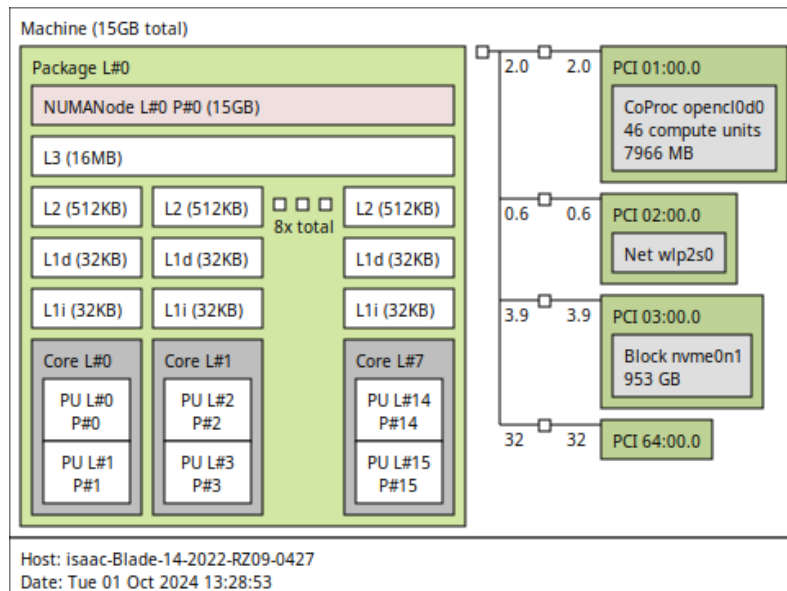 Machine (15GB total)
Package L#0
NUMANode L#0 P#0 (15GB)
L3 (16MB)
L2 (512KB) L2 (512KB) 8x total L2 (512KB)
L1d (32KB) L1d (32KB) L1d (32KB)
L1i (32KB) L1i (32KB) L1i (32KB)
Core L#0 Core L#1 Core L#7
PU L#0 PU L#2 PU L#14
P#0 P#2 P#14
PU L#1 PU L#3 PU L#15
P#1 P#3 P#15
2.0 2.0 PCI 01:00.0
CoProc opencl0d0
46 compute units
7966 MB
0.6 0.6 PCI 02:00.0
Net wlp2s0
3.9 3.9 PCI 03:00.0
Block nvme0n1
953 GB
32 32 PCI 64:00.0
Host: isaac-Blade-14-2022-RZ09-0427
Date: Tue 01 Oct 2024 13:28:53